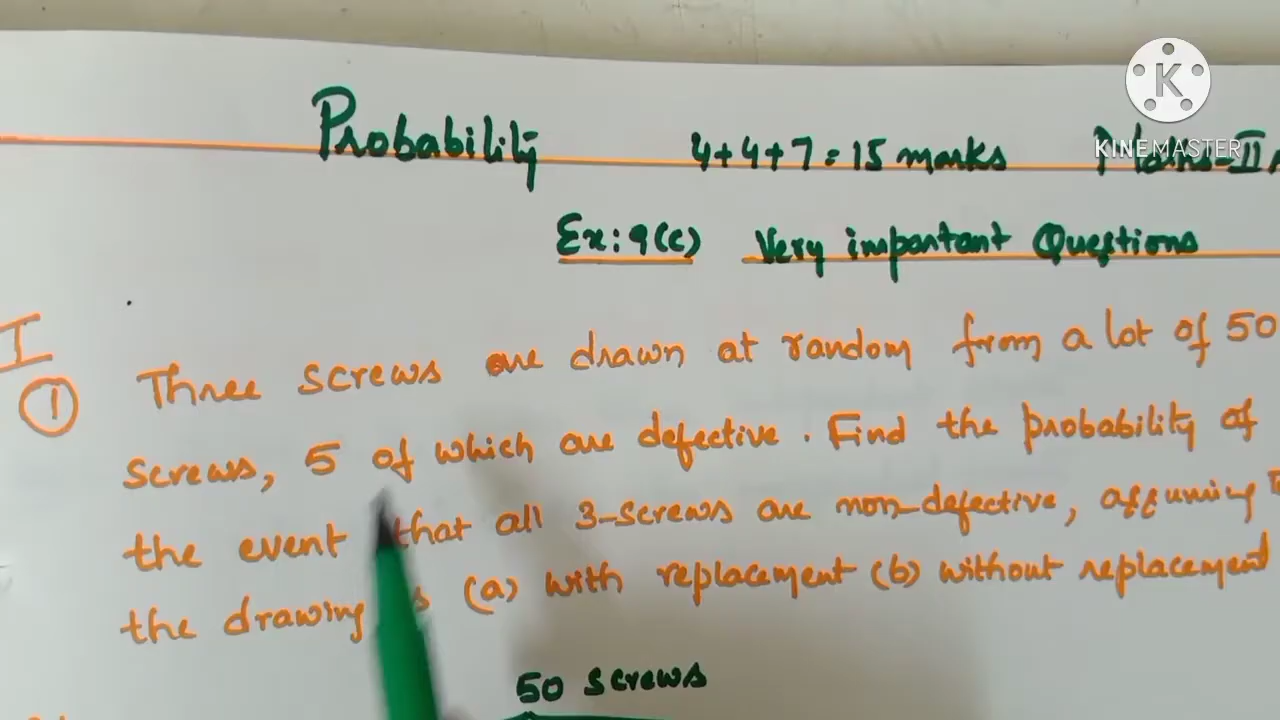 KINEMASTER
Probability 4+4+7=15 marks
Ex: 9(c) Very important Questions
I
① Three screws are drawn at random from a lot of 50
screws, 5 of which are defective. Find the probability of
the event that all 3-screws are non-defective, assuming
the drawing (a) with replacement (b) without replacement
50 screws